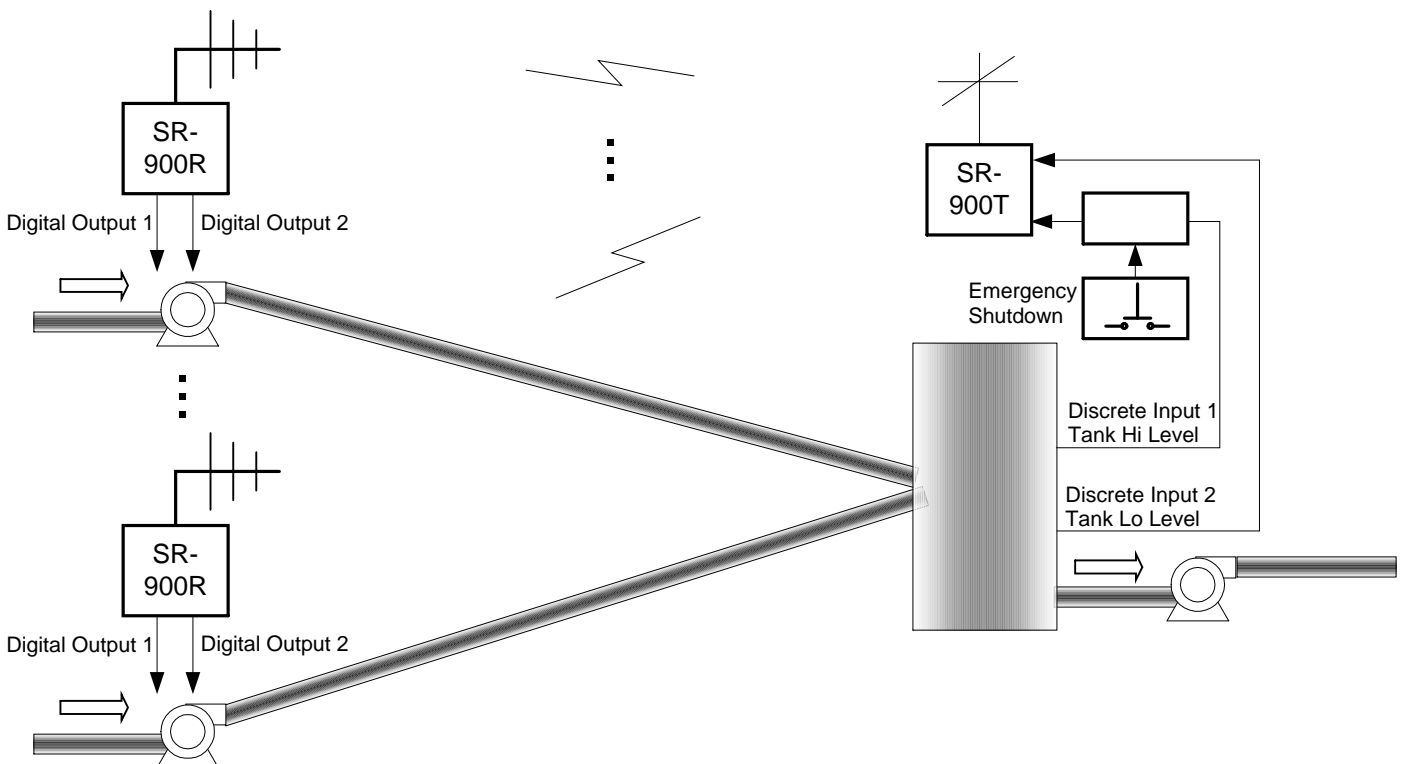 SR-
900R
Digital Output 1
Digital Output 2
SR-
900T
Emergency
Shutdown
Discrete Input 1
Tank Hi Level
Discrete Input 2
Tank Lo Level
SR-
900R
Digital Output 1
Digital Output 2